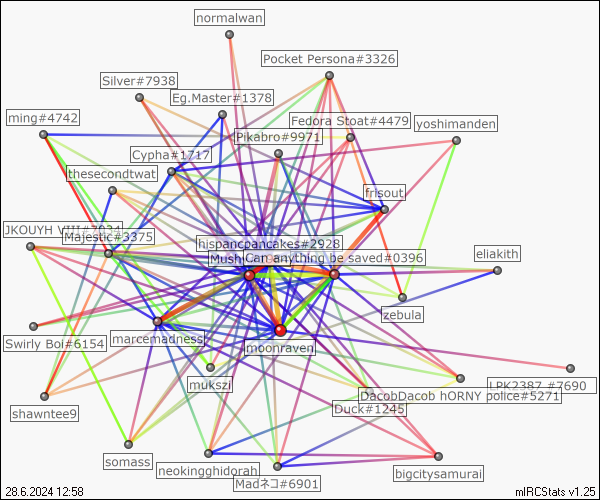 normalwan
Pocket Persona#3326
Silver#7938
Eg.Master#1378
ming#4742
Fedora Stoat#4479
yoshimanden
Pikabro#9971
Cypha#1717
thesecondtwat
frisout
JKOUYH
Majestic#3375
hispancpancakes#2928
Can anything be saved#0396
eliakith
zebula
Swirly Boi#6154
marcemadness
moonraven
mukszi
LPK2387 #7690
DacobDacob hORNY police#5271
Duck#1245
shawntee9
somass
neokingghidorah
Madネコ#6901
bigcitysamurai
28.6.2024 12:58
mIRCStats v1.25